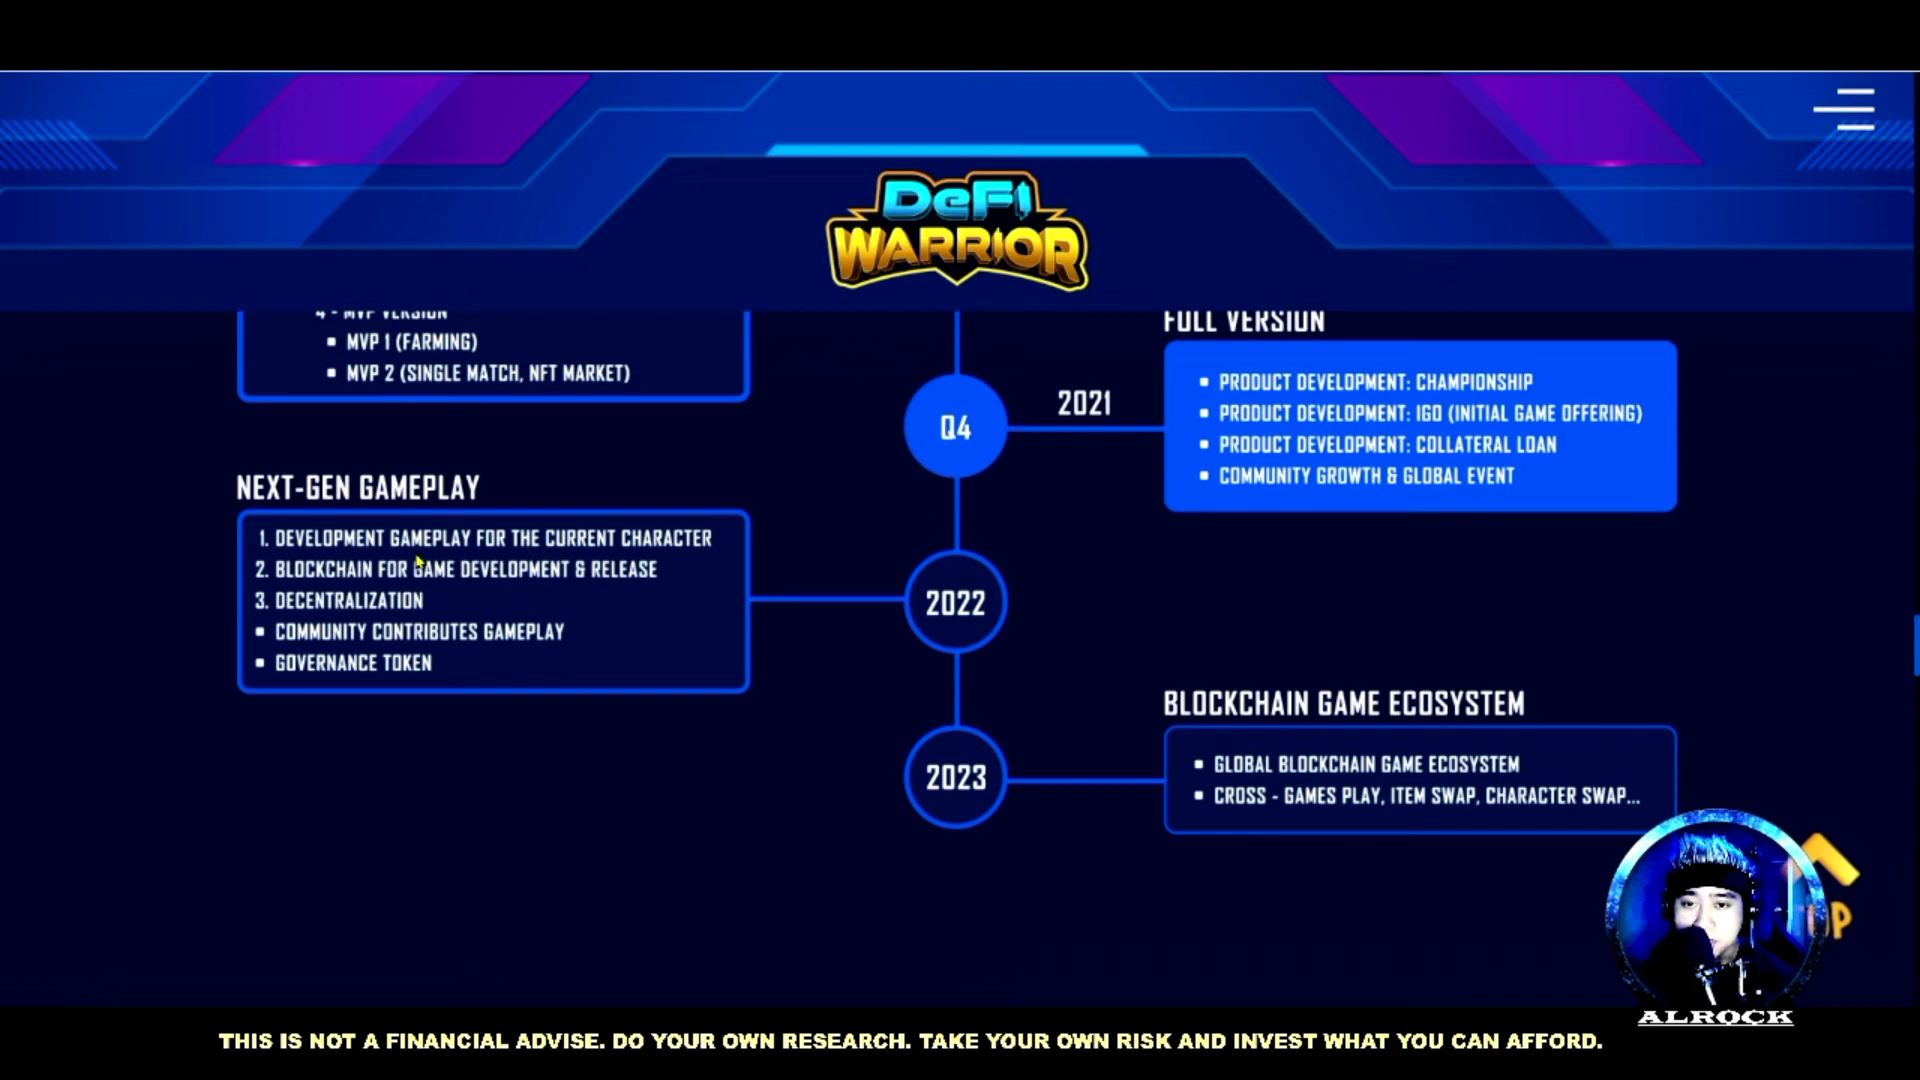 DeFi
WARRIOR
4 - MVP VERSION
MVP 1 (FARMING)
MVP 2 (SINGLE MATCH, NFT MARKET)
FULL VERSION
Q4
2021
PRODUCT DEVELOPMENT: CHAMPIONSHIP
PRODUCT DEVELOPMENT: IGO (INITIAL GAME OFFERING)
PRODUCT DEVELOPMENT: COLLATERAL LOAN
COMMUNITY GROWTH & GLOBAL EVENT
NEXT-GEN GAMEPLAY
1. DEVELOPMENT GAMEPLAY FOR THE CURRENT CHARACTER
2. BLOCKCHAIN FOR GAME DEVELOPMENT & RELEASE
3. DECENTRALIZATION
COMMUNITY CONTRIBUTES GAMEPLAY
GOVERNANCE TOKEN
2022
BLOCKCHAIN GAME ECOSYSTEM
2023
GLOBAL BLOCKCHAIN GAME ECOSYSTEM
CROSS - GAMES PLAY, ITEM SWAP, CHARACTER SWAP...
ALROCK
THIS IS NOT A FINANCIAL ADVISE. DO YOUR OWN RESEARCH. TAKE YOUR OWN RISK AND INVEST WHAT YOU CAN AFFORD.